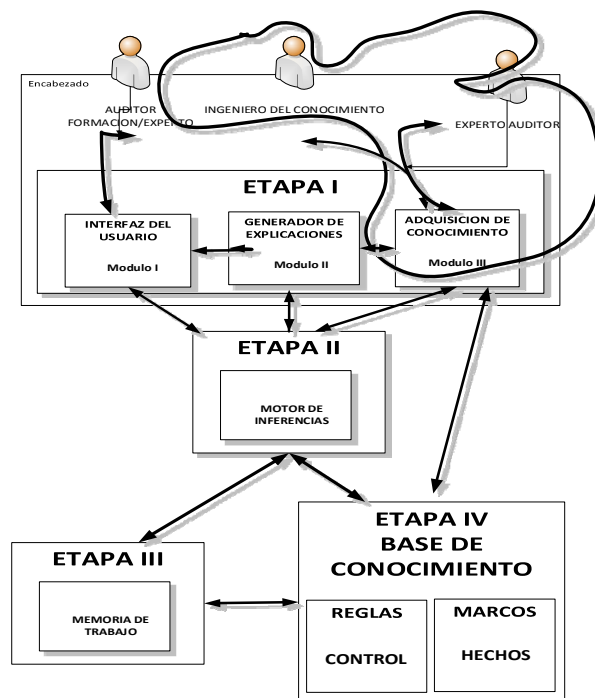 Encabezado
AUDITOR
FORMACION/EXPERTO
INGENIERO DEL CONOCIMIENTO
EXPERTO AUDITOR
ETAPA I
INTERFAZ DEL
USUARIO
Modulo I
GENERADOR DE
EXPLICACIONES
Modulo II
ADQUISICION DE
CONOCIMIENTO
Modulo III
ETAPA II
MOTOR DE
INFERENCIAS
ETAPA III
MEMORIA DE
TRABAJO
ETAPA IV
BASE DE
CONOCIMIENTO
REGLAS
CONTROL
MARCOS
HECHOS